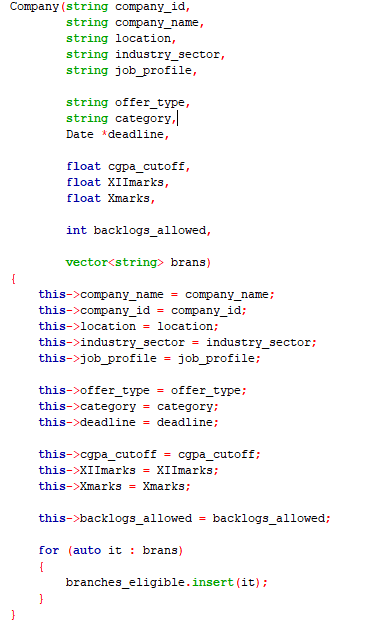 Company(string company_id,
string company_name,
string location,
string industry_sector,
string job_profile,
string offer_type,
string category,
Date *deadline,
float cgpa_cutoff,
float XIImarks,
float Xmarks,
int backlogs_allowed,
vector<string> brans)
{
this->company_name = company_name;
this->company_id = company_id;
this->location = location;
this->industry_sector = industry_sector;
this->job_profile = job_profile;
this->offer_type = offer_type;
this->category = category;
this->deadline = deadline;
this->cgpa_cutoff = cgpa_cutoff;
this->XIImarks = XIImarks;
this->Xmarks = Xmarks;
this->backlogs_allowed = backlogs_allowed;
for (auto it : brans)
{
branches_eligible.insert(it);
}
}